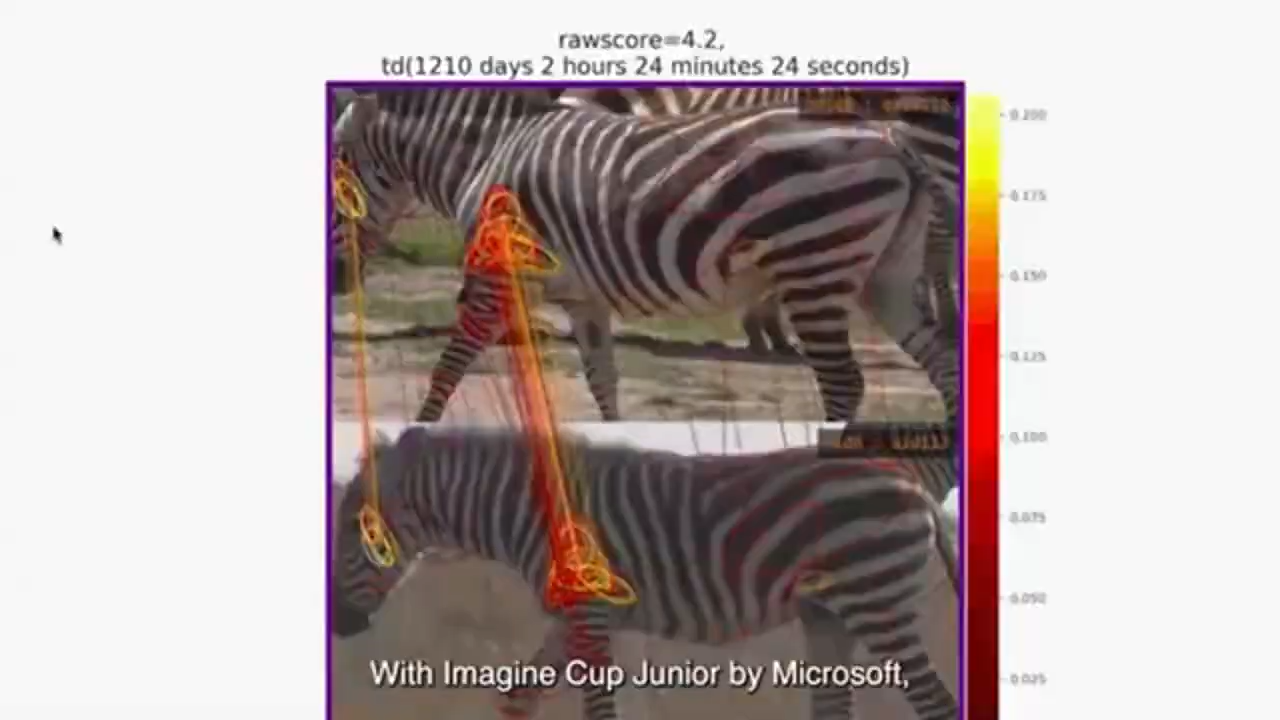 rawscore=4.2,
td(1210 days 2 hours 24 minutes 24 seconds)
0.200
0.175
0.150
0.125
0.100
0.075
0.050
With Imagine Cup Junior by Microsoft,
0.025